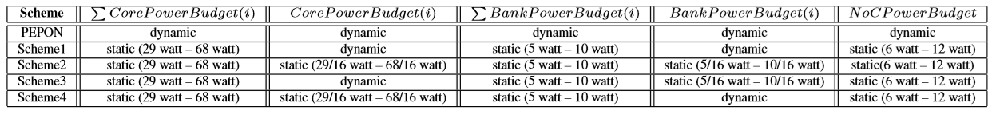 Scheme ∑CorePowerBudget(i) CorePowerBudget(i) ∑BankPowerBudget(i) BankPowerBudget(i) NoCPowerBudget
PEPON dynamic dynamic dynamic dynamic dynamic
Scheme1 static (29 watt – 68 watt) dynamic static (5 watt – 10 watt) dynamic static (6 watt – 12 watt)
Scheme2 static (29 watt – 68 watt) static (29/16 watt – 68/16 watt) static (5 watt – 10 watt) static (5/16 watt – 10/16 watt) static(6 watt – 12 watt)
Scheme3 static (29 watt – 68 watt) dynamic static (5 watt – 10 watt) static (5/16 watt – 10/16 watt) static (6 watt – 12 watt)
Scheme4 static (29 watt – 68 watt) static (29/16 watt – 68/16 watt) static (5 watt – 10 watt) dynamic static (6 watt – 12 watt)